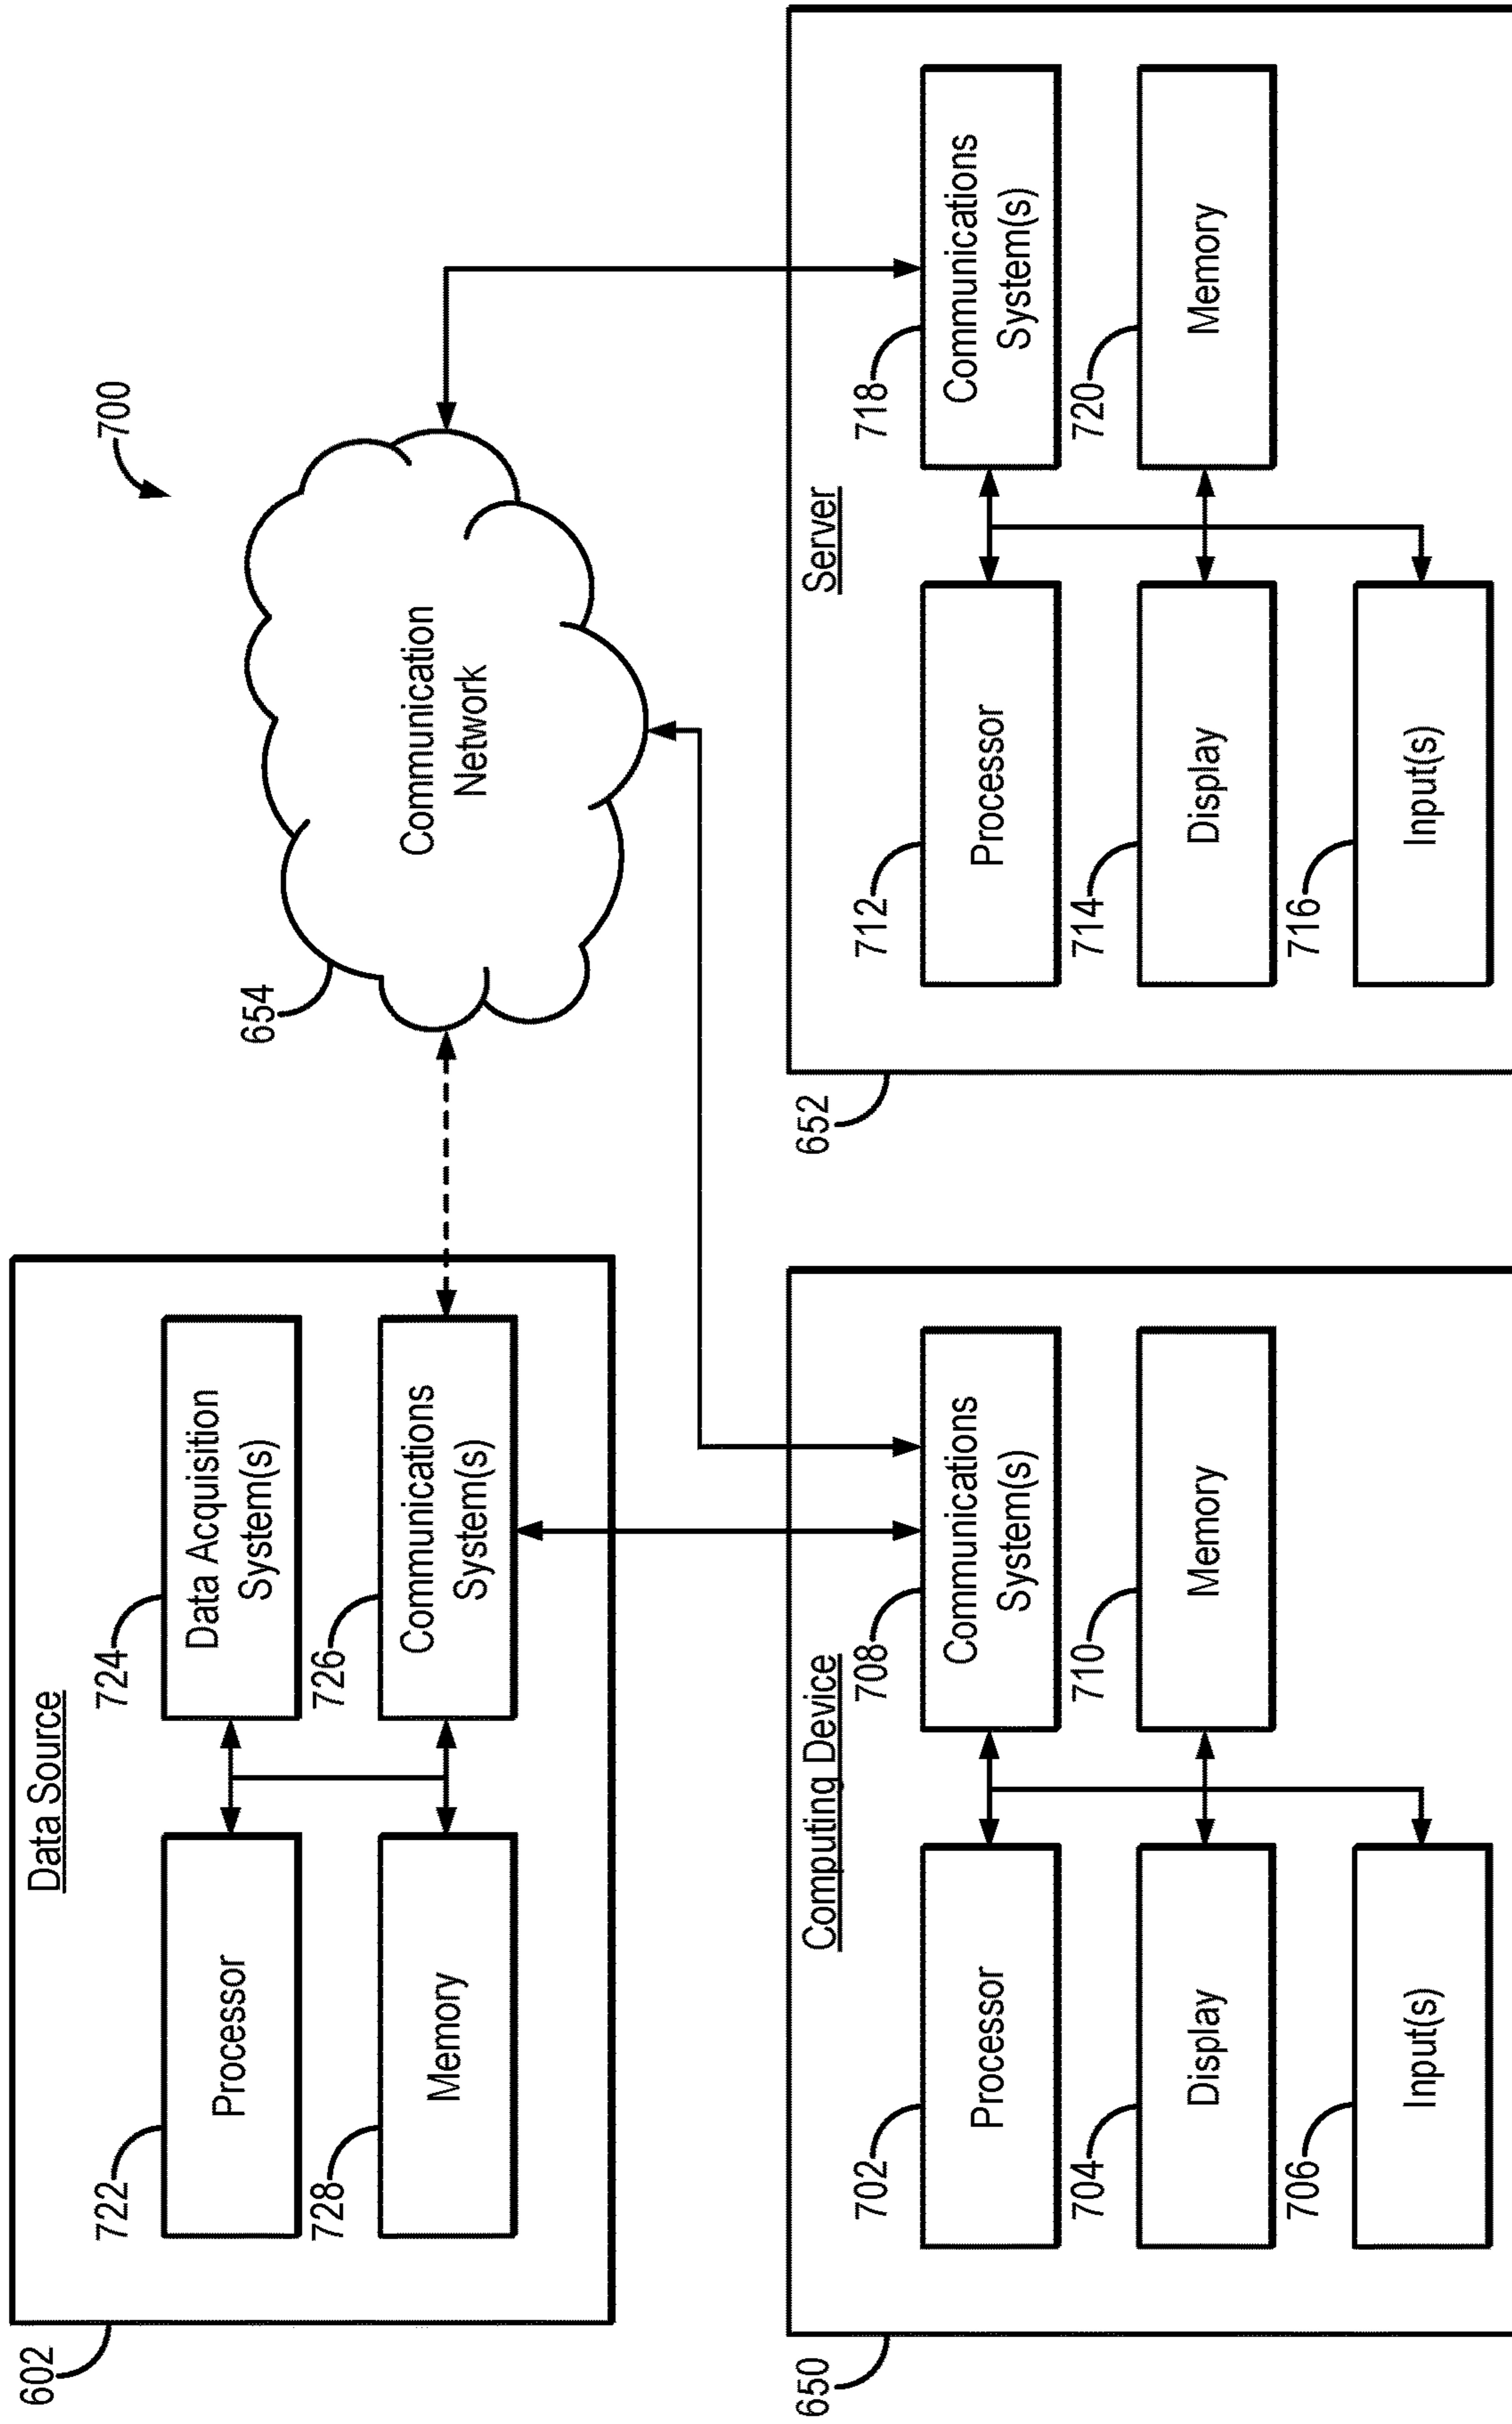 700
Data Source
602
722
Processor
724
Data Acquisition
System(s)
728
Memory
726
Communications
System(s)
654
Communication
Network
Computing Device
650
702
Processor
708
Communications
System(s)
704
Display
710
Memory
706
Input(s)
Server
652
712
Processor
718
Communications
System(s)
714
Display
720
Memory
716
Input(s)